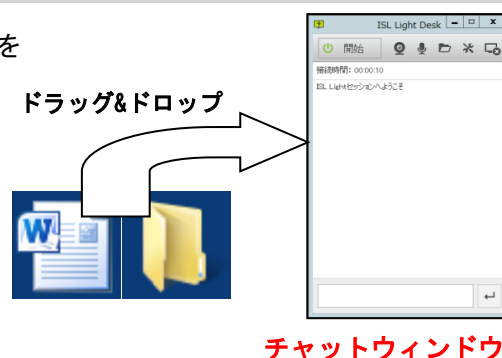 を
ドラッグ&ドロップ
ISL Light Desk
開始
接続時間: 00:00:10
ISL Lightセッションへようこそ
W
チャットウィンドウ